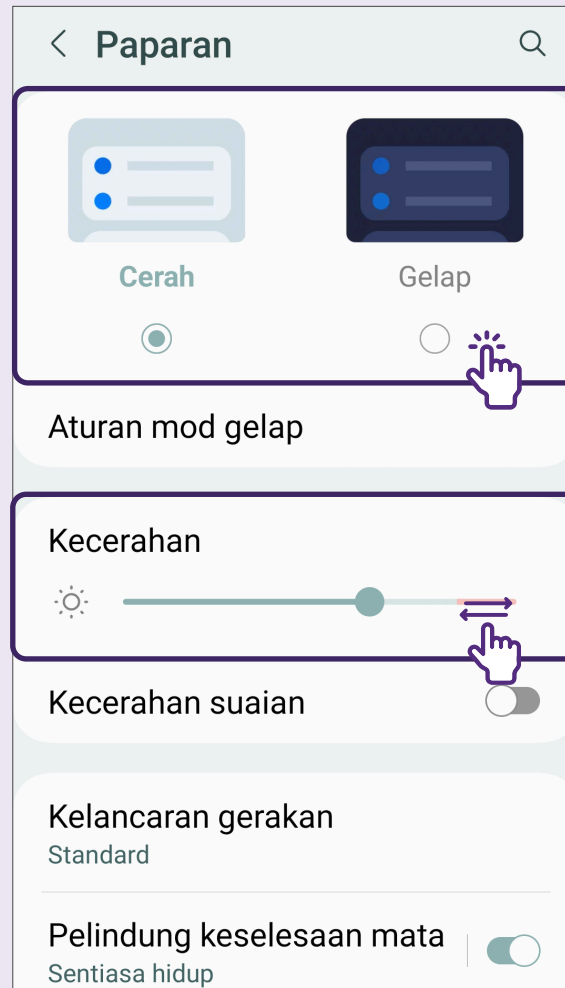 Paparan
Cerah
Gelap
Aturan mod gelap
Kecerahan
Kecerahan suaian
Kelancaran gerakan
Standard
Pelindung keselesaan mata
Sentiasa hidup